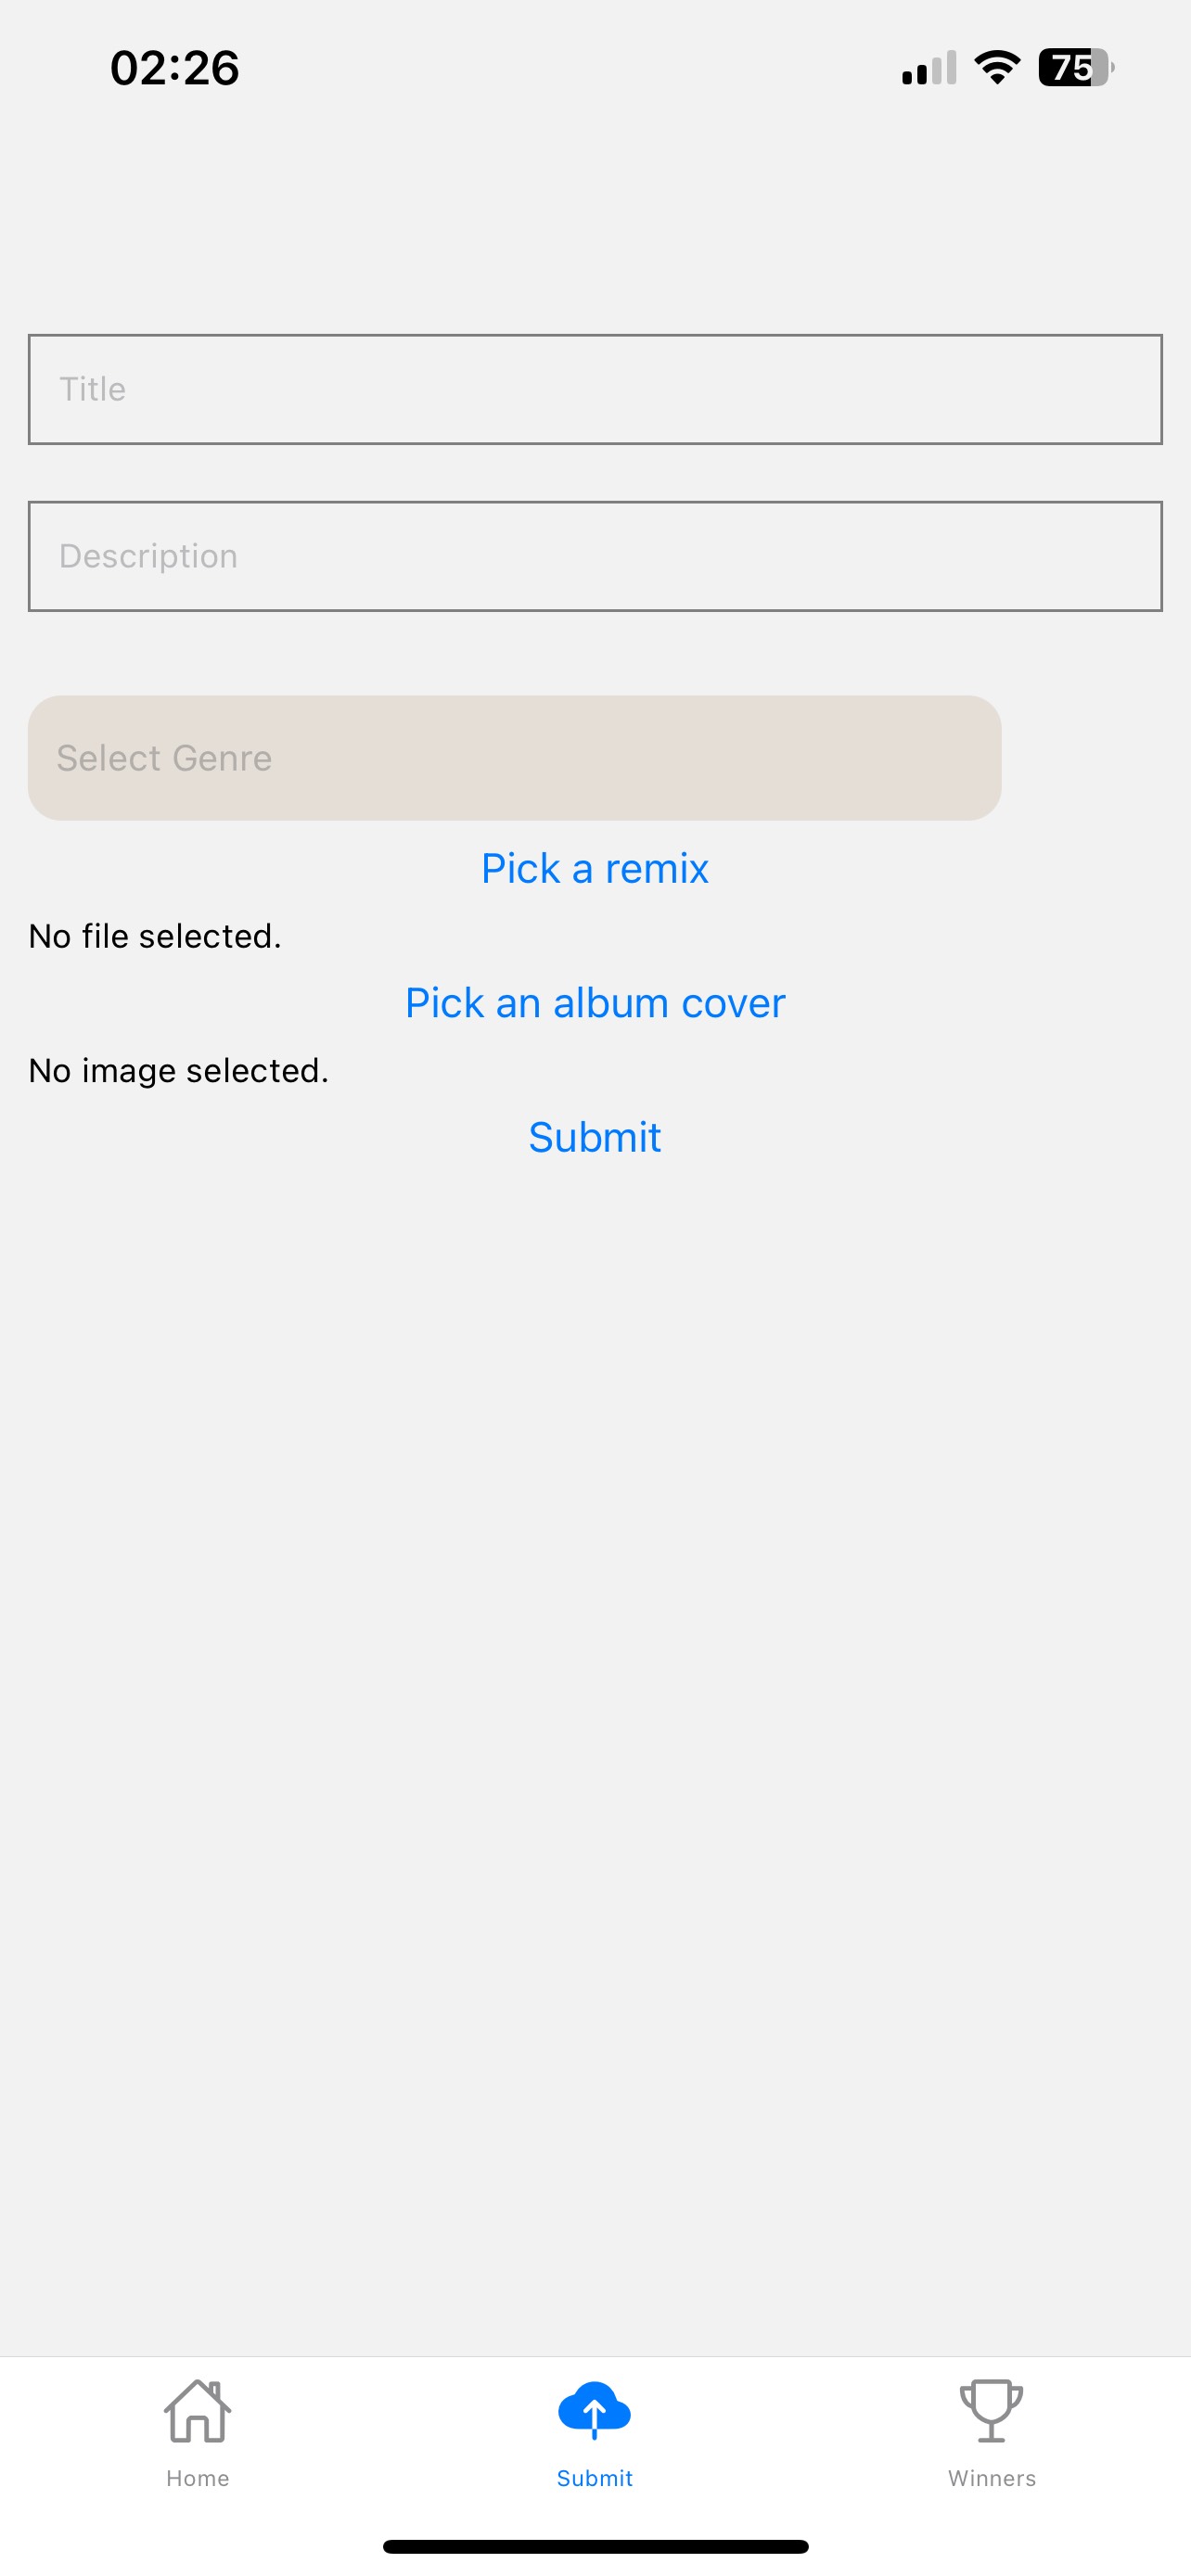 02:26
75
Title
Description
Select Genre
Pick a remix
No file selected.
Pick an album cover
No image selected.
Submit
Home
Submit
Winners